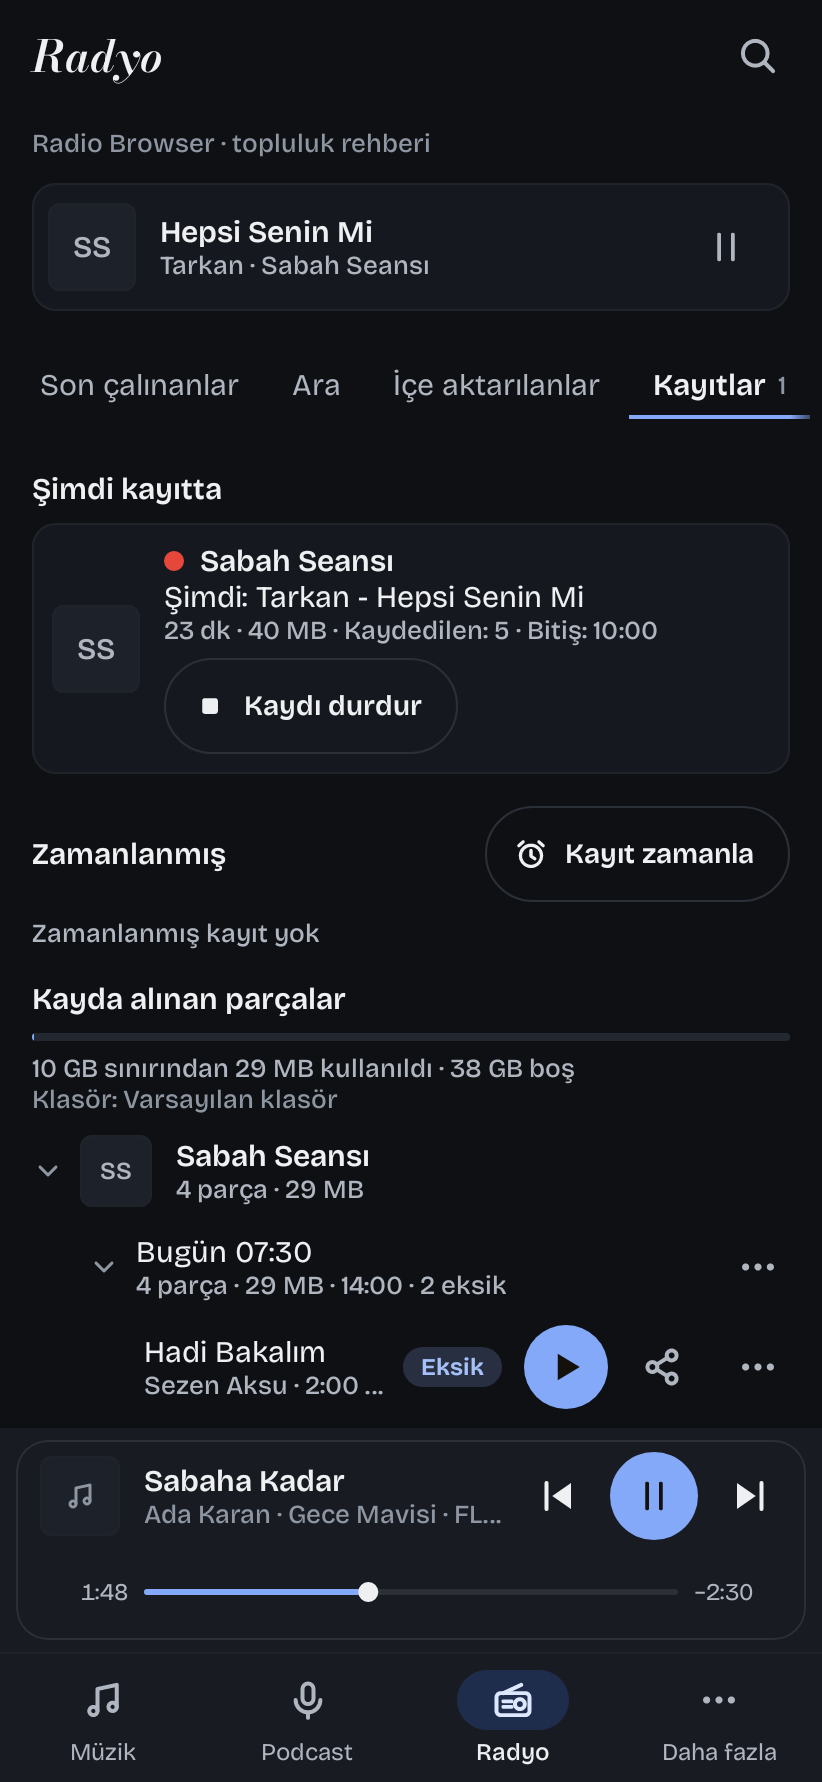 Radyo
Radio Browser · topluluk rehberi
SS
Hepsi Senin Mi
Tarkan · Sabah Seansı
Son çalınanlar
Ara
İçe aktarılanlar
Kayıtlar 1
Şimdi kayıtta
SS
Sabah Seansı
Şimdi: Tarkan - Hepsi Senin Mi
23 dk · 40 MB · Kaydedilen: 5 · Bitiş: 10:00
Kaydı durdur
Zamanlanmış
Kayıt zamanla
Zamanlanmış kayıt yok
Kayda alınan parçalar
10 GB sınırından 29 MB kullanıldı · 38 GB boş
Klasör: Varsayılan klasör
SS
Sabah Seansı
4 parça · 29 MB
Bugün 07:30
4 parça · 29 MB · 14:00 · 2 eksik
Hadi Bakalım
Sezen Aksu · 2:00 ...
Eksik
Sabaha Kadar
Ada Karan · Gece Mavisi · FL...
1:48
-2:30
Müzik
Podcast
Radyo
Daha fazla